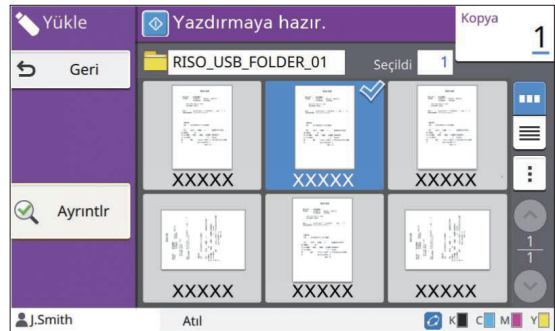 Yükle
Yazdırmaya hazır.
Kopya
1
Geri
RISO_USB_FOLDER_01
Seçildi
1
XXXXX
XXXXX
XXXXX
Ayrıntlr
1
1
XXXXX
XXXXX
XXXXX
J.Smith
Atıl
K C M Y